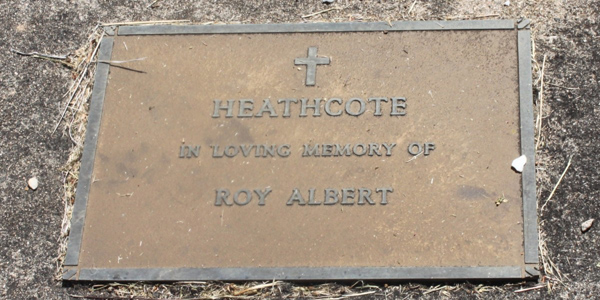 HEATHCOTE
IN LOVING MEMORY OF
ROY ALBERT